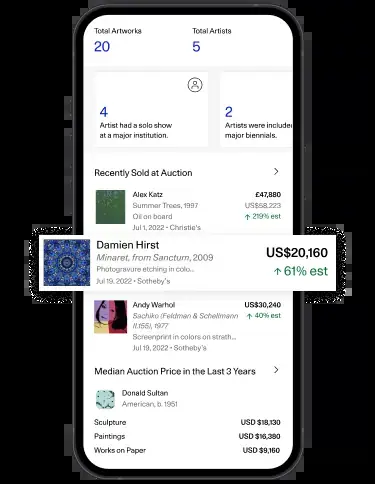 Total Artworks Total Artists
20 5
4 2
Artist had a solo show Artists were included
at a major institution. major biennials.
Recently Sold at Auction
Alex Katz £47,880
Summer Trees, 1997 US$58,223
Oil on board ↑ 219% est
Jul 1, 2022 • Christie's
Damien Hirst
Minaret, from Sanctum, 2009 US$20,160
Photogravure etching in colo... ↑ 61% est
Jul 19, 2022 • Sotheby's
Andy Warhol US$30,240
Sachiko (Feldman & Schellmann ↑ 40% est
II.155), 1977
Screenprint in colors on strath...
Jul 19, 2022 • Sotheby's
Median Auction Price in the Last 3 Years
Donald Sultan
American, b. 1951
Sculpture USD $18,130
Paintings USD $16,380
Works on Paper USD $9,160